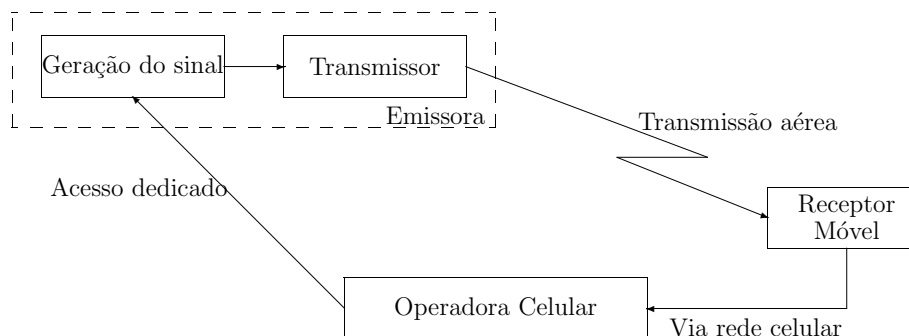 Geração do sinal
Transmissor
Emissora
Transmissão aérea
Acesso dedicado
Receptor
Móvel
Operadora Celular
Via rede celular